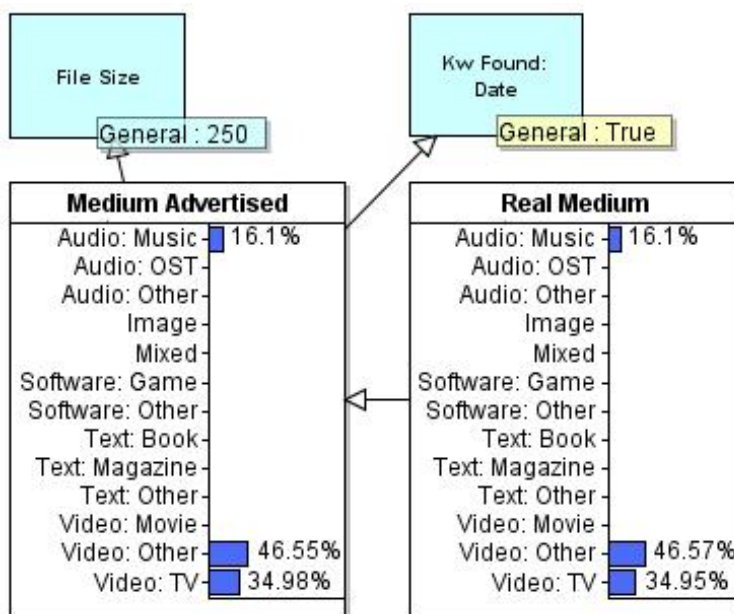 File Size
General : 250
Kw Found:
Date
General : True
Medium Advertised
Audio: Music 16.1%
Audio: OST
Audio: Other
Image
Mixed
Software: Game
Software: Other
Text: Book
Text: Magazine
Text: Other
Video: Movie
Video: Other 46.55%
Video: TV 34.98%
Real Medium
Audio: Music 16.1%
Audio: OST
Audio: Other
Image
Mixed
Software: Game
Software: Other
Text: Book
Text: Magazine
Text: Other
Video: Movie
Video: Other 46.57%
Video: TV 34.95%